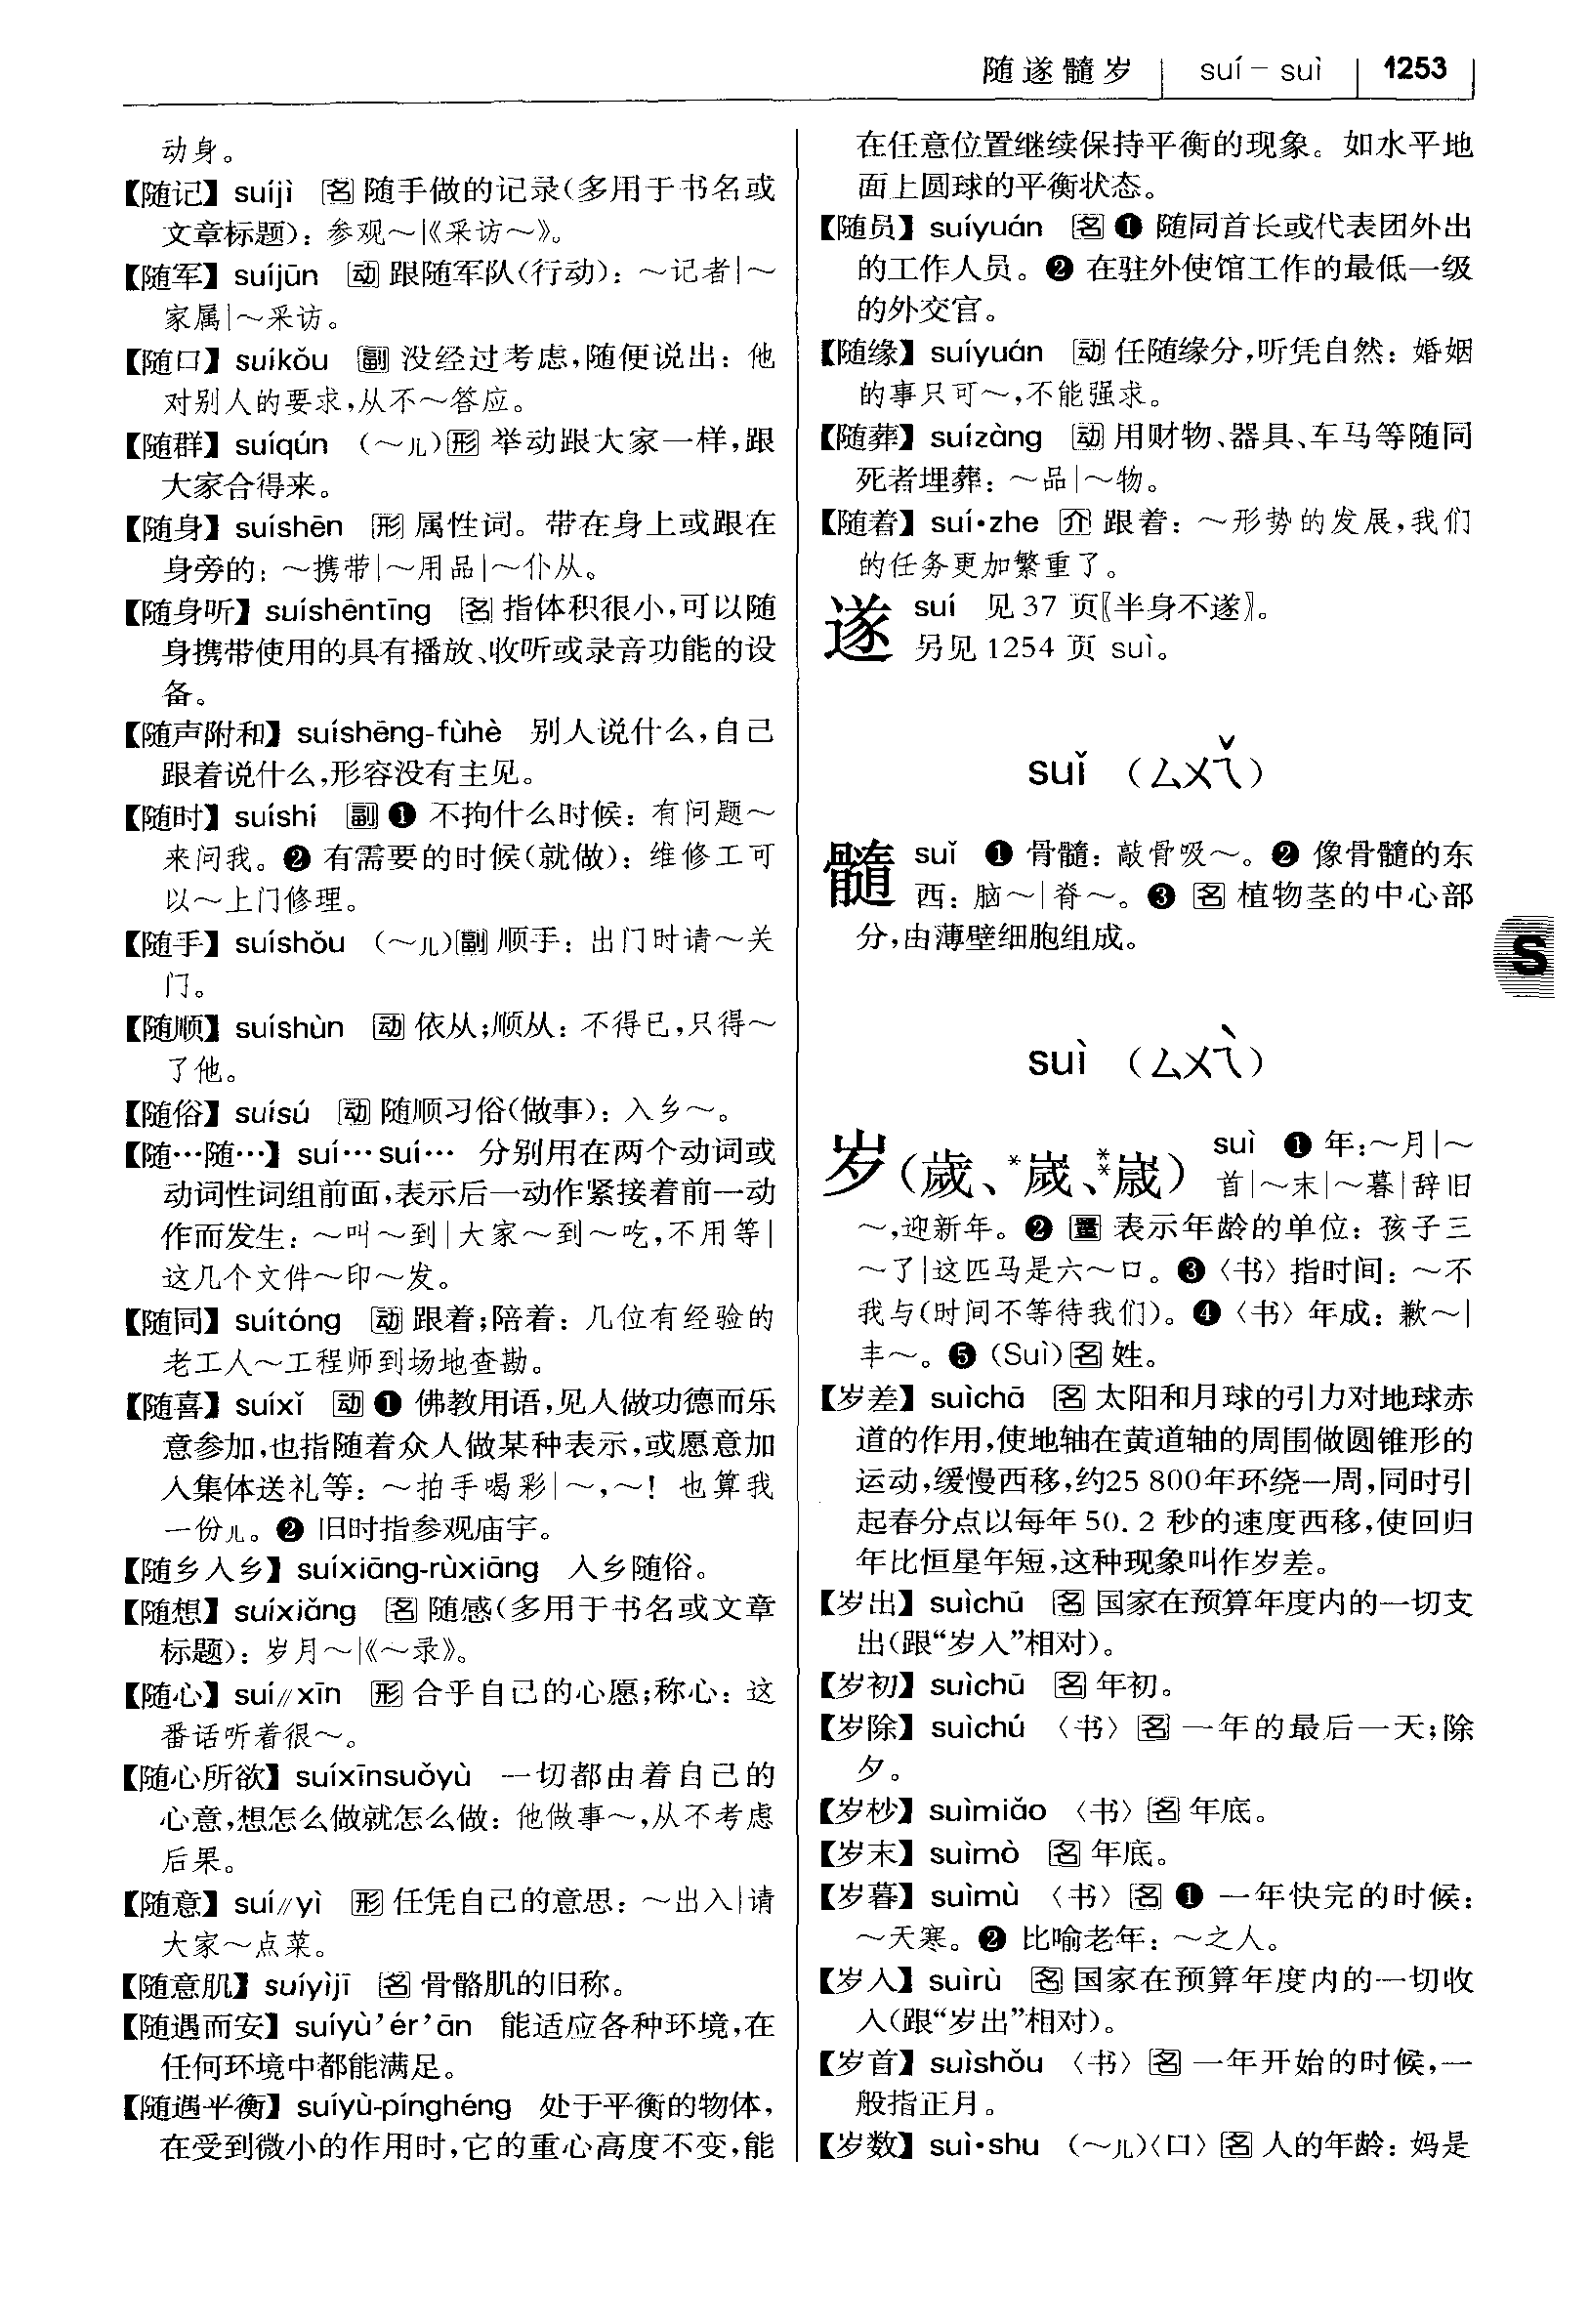 随遂髓岁 suí－suì 1253
动身。
【随记】suíjì 名 随手做的记录(多用于书名或
文章标题)：参观～|《采访～》。
【随军】suíjūn 动 跟随军队(行动)：～记者|～
家属|～采访。
【随口】suíkǒu 副 没经过考虑,随便说出：他
对别人的要求,从不～答应。
【随群】suíqún (～儿)形 举动跟大家一样,跟
大家合得来。
【随身】suíshēn 形 属性词。带在身上或跟在
身旁的：～携带|～用品|～仆从。
【随身听】suíshēntīng 名 指体积很小,可以随
身携带使用的具有播放、收听或录音功能的设
备。
【随声附和】suíshēng-fùhè 别人说什么,自己
跟着说什么,形容没有主见。
【随时】suíshí 副 ❶ 不拘什么时候：有问题～
来问我。❷ 有需要的时候(就做)：维修工可
以～上门修理。
【随手】suíshǒu (～儿)副 顺手：出门时请～关
门。
【随顺】suíshùn 动 依从;顺从：不得已,只得～
了他。
【随俗】suísú 动 随顺习俗(做事)：入乡～。
【随…随…】suí…suí… 分别用在两个动词或
动词性词组前面,表示后一动作紧接着前一动
作而发生：～叫～到|大家～到～吃,不用等|
这几个文件～印～发。
【随同】suítóng 动 跟着;陪着：几位有经验的
老工人～工程师到场地查勘。
【随喜】suíxǐ 动 ❶ 佛教用语,见人做功德而乐
意参加,也指随着众人做某种表示,或愿意加
入集体送礼等：～拍手喝彩|～,～！也算我
一份儿。❷ 旧时指参观庙宇。
【随乡入乡】suíxiāng-rùxiāng 入乡随俗。
【随想】suíxiǎng 名 随感(多用于书名或文章
标题)：岁月～|《～录》。
【随心】suí//xīn 形 合乎自己的心愿;称心：这
番话听着很～。
【随心所欲】suíxīnsuǒyù 一切都由着自己的
心意,想怎么做就怎么做：他做事～,从不考虑
后果。
【随意】suí//yì 形 任凭自己的意思：～出入|请
大家～点菜。
【随意肌】suíyìjī 名 骨骼肌的旧称。
【随遇而安】suíyù’ér’ān 能适应各种环境,在
任何环境中都能满足。
【随遇平衡】suíyù-pínghéng 处于平衡的物体,
在受到微小的作用时,它的重心高度不变,能
在任意位置继续保持平衡的现象。如水平地
面上圆球的平衡状态。
【随员】suíyuán 名 ❶ 随同首长或代表团外出
的工作人员。❷ 在驻外使馆工作的最低一级
的外交官。
【随缘】suíyuán 动 任随缘分,听凭自然：婚姻
的事只可～,不能强求。
【随葬】suízàng 动 用财物、器具、车马等随同
死者埋葬：～品|～物。
【随着】suí·zhe 介 跟着：～形势的发展,我们
的任务更加繁重了。
遂 suí 见 37 页〖半身不遂〗。
另见 1254 页 suì。
suǐ （ㄙㄨㄟˇ）
髓 suǐ ❶ 骨髓：敲骨吸～。❷ 像骨髓的东
西：脑～|脊～。❸ 名 植物茎的中心部
分,由薄壁细胞组成。
S
suì （ㄙㄨㄟˋ）
岁(歲、*嵗、**歳) suì ❶ 年:～月|～
首|～末|～暮|辞旧
～,迎新年。❷ 量 表示年龄的单位：孩子三
～了|这匹马是六～口。❸〈书〉指时间：～不
我与(时间不等待我们)。❹〈书〉年成：歉～|
丰～。❺ (Suì)名 姓。
【岁差】suìchā 名 太阳和月球的引力对地球赤
道的作用,使地轴在黄道轴的周围做圆锥形的
运动,缓慢西移,约25 800年环绕一周,同时引
起春分点以每年 50.2 秒的速度西移,使回归
年比恒星年短,这种现象叫作岁差。
【岁出】suìchū 名 国家在预算年度内的一切支
出(跟“岁入”相对)。
【岁初】suìchū 名 年初。
【岁除】suìchú 〈书〉名 一年的最后一天;除
夕。
【岁杪】suìmiǎo 〈书〉名 年底。
【岁末】suìmò 名 年底。
【岁暮】suìmù 〈书〉名 ❶ 一年快完的时候：
～天寒。❷ 比喻老年：～之人。
【岁入】suìrù 名 国家在预算年度内的一切收
入(跟“岁出”相对)。
【岁首】suìshǒu 〈书〉名 一年开始的时候,一
般指正月。
【岁数】suì·shu (～儿)〈口〉名 人的年龄：妈是